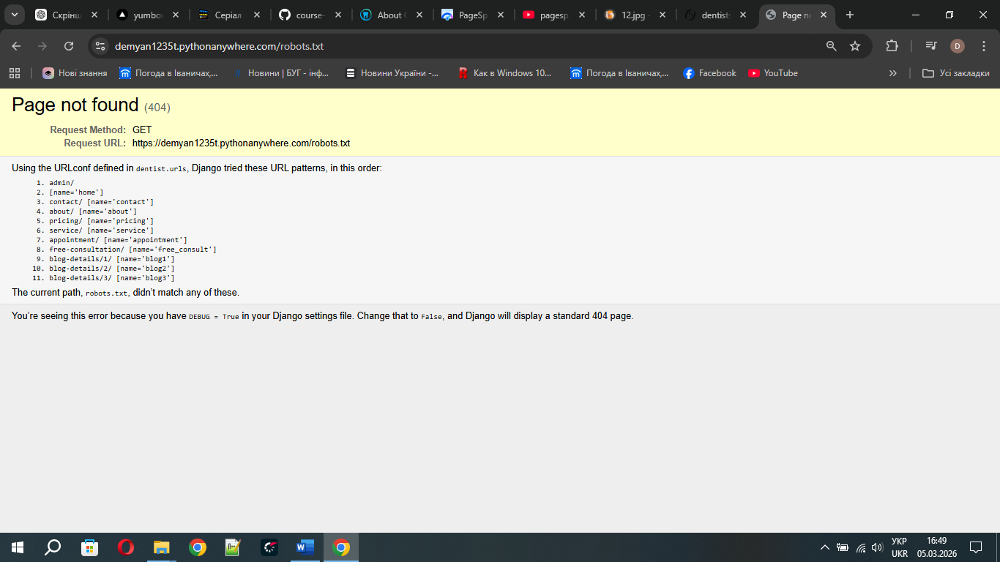 Скрінш
yumbo
Серіал
course-
About
PageSp
pagesp
12.jpg -
dentist
Page n
demyan1235t.pythonanywhere.com/robots.txt
D
Нові знання
Погода в Іваничах,...
Новини | БУГ - інф...
Новини України -...
Как в Windows 10...
Погода в Іваничах,...
Facebook
YouTube
»
Усі закладки
Page not found (404)
Request Method: GET
Request URL: https://demyan1235t.pythonanywhere.com/robots.txt
Using the URLconf defined in dentist.urls, Django tried these URL patterns, in this order:
1. admin/
2. [name='home']
3. contact/ [name='contact']
4. about/ [name='about']
5. pricing/ [name='pricing']
6. service/ [name='service']
7. appointment/ [name='appointment']
8. free-consultation/ [name='free_consult']
9. blog-details/1/ [name='blog1']
10. blog-details/2/ [name='blog2']
11. blog-details/3/ [name='blog3']
The current path, robots.txt, didn’t match any of these.
You’re seeing this error because you have DEBUG = True in your Django settings file. Change that to False, and Django will display a standard 404 page.
УКР
UKR
16:49
05.03.2026